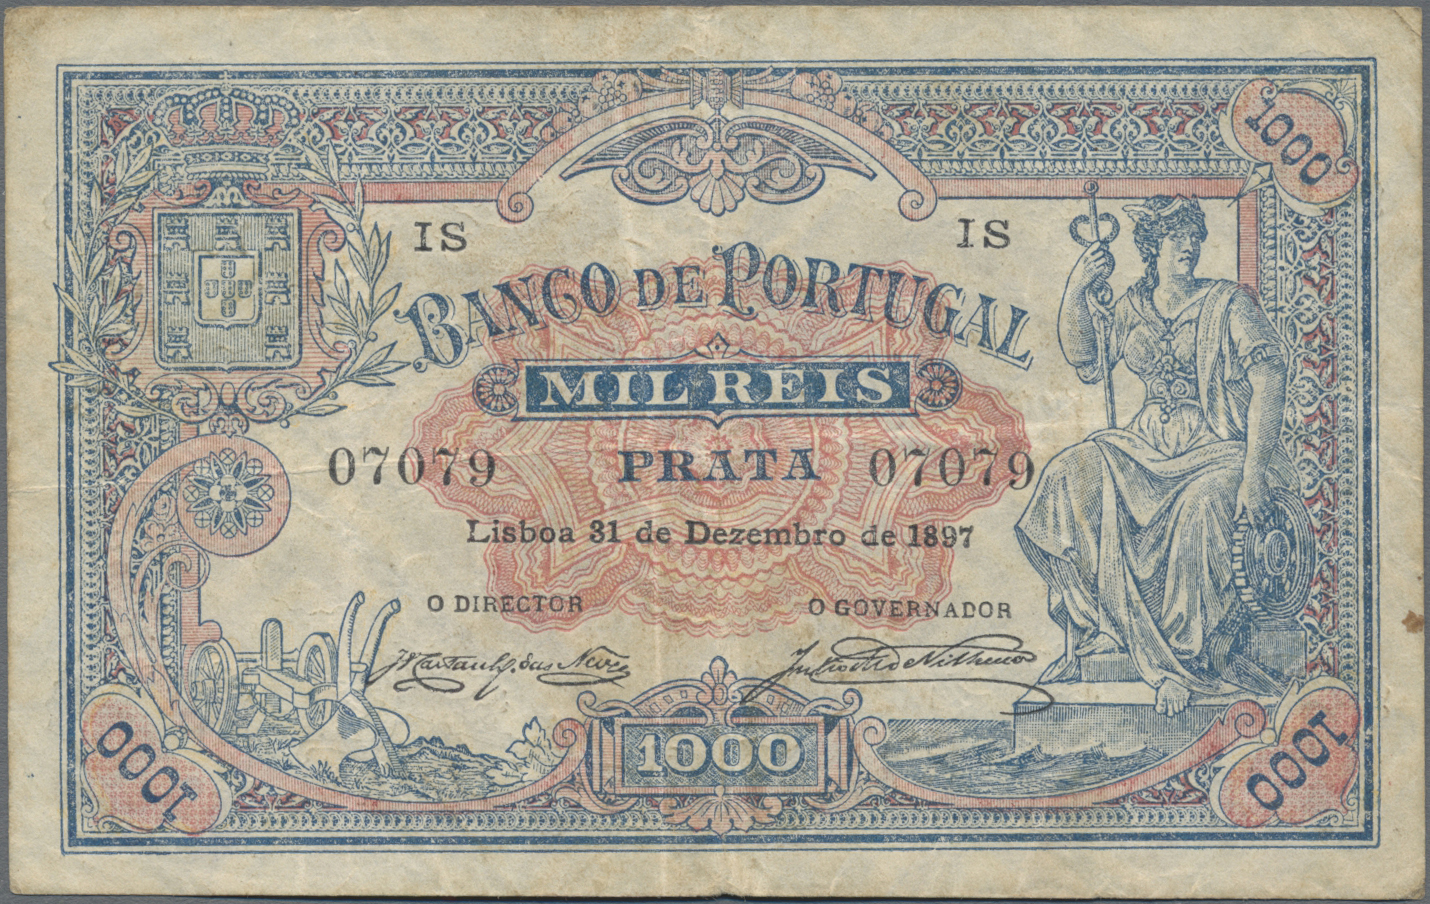 1000
IS IS
BANCO DE PORTUGAL
MIL REIS
07079 PRATA 07079
Lisboa 31 de Dezembro de 1897
O DIRECTOR O GOVERNADOR
1000
1000
1000